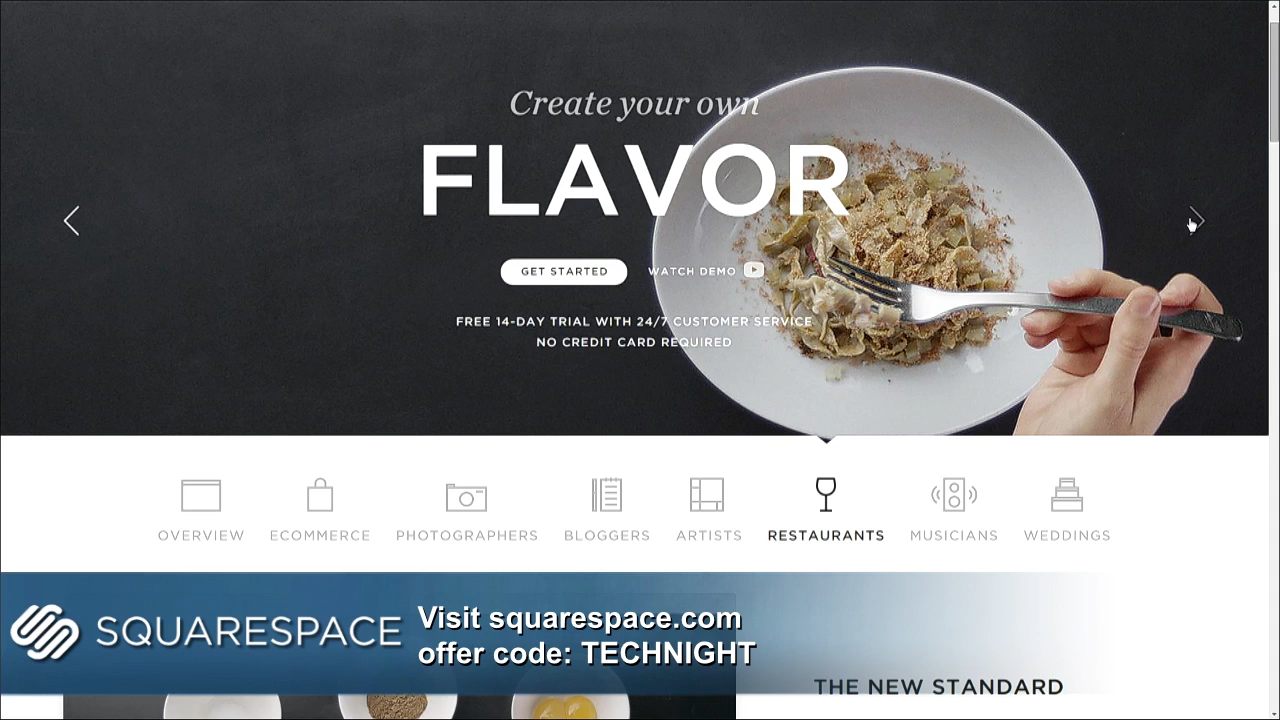 Create your own
FLAVOR
GET STARTED WATCH DEMO
FREE 14-DAY TRIAL WITH 24/7 CUSTOMER SERVICE
NO CREDIT CARD REQUIRED
OVERVIEW ECOMMERCE PHOTOGRAPHERS BLOGGERS ARTISTS RESTAURANTS MUSICIANS WEDDINGS
SQUARESPACE
Visit squarespace.com
offer code: TECHNIGHT
THE NEW STANDARD